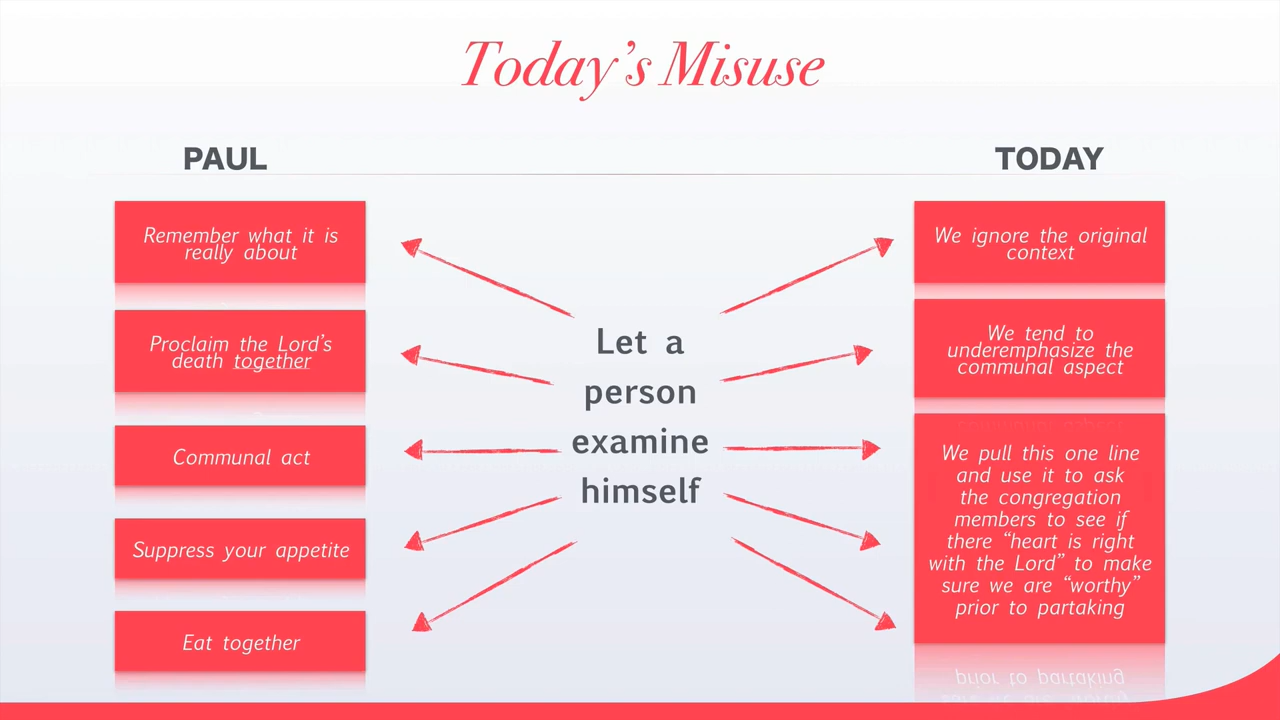 Today's Misuse
PAUL
TODAY
Remember what it is
really about
Proclaim the Lord's
death together
Communal act
Suppress your appetite
Eat together
Let a
person
examine
himself
We ignore the original
context
We tend to
underemphasize the
communal aspect
We pull this one line
and use it to ask
the congregation
members to see if
there “heart is right
with the Lord” to make
sure we are “worthy”
prior to partaking